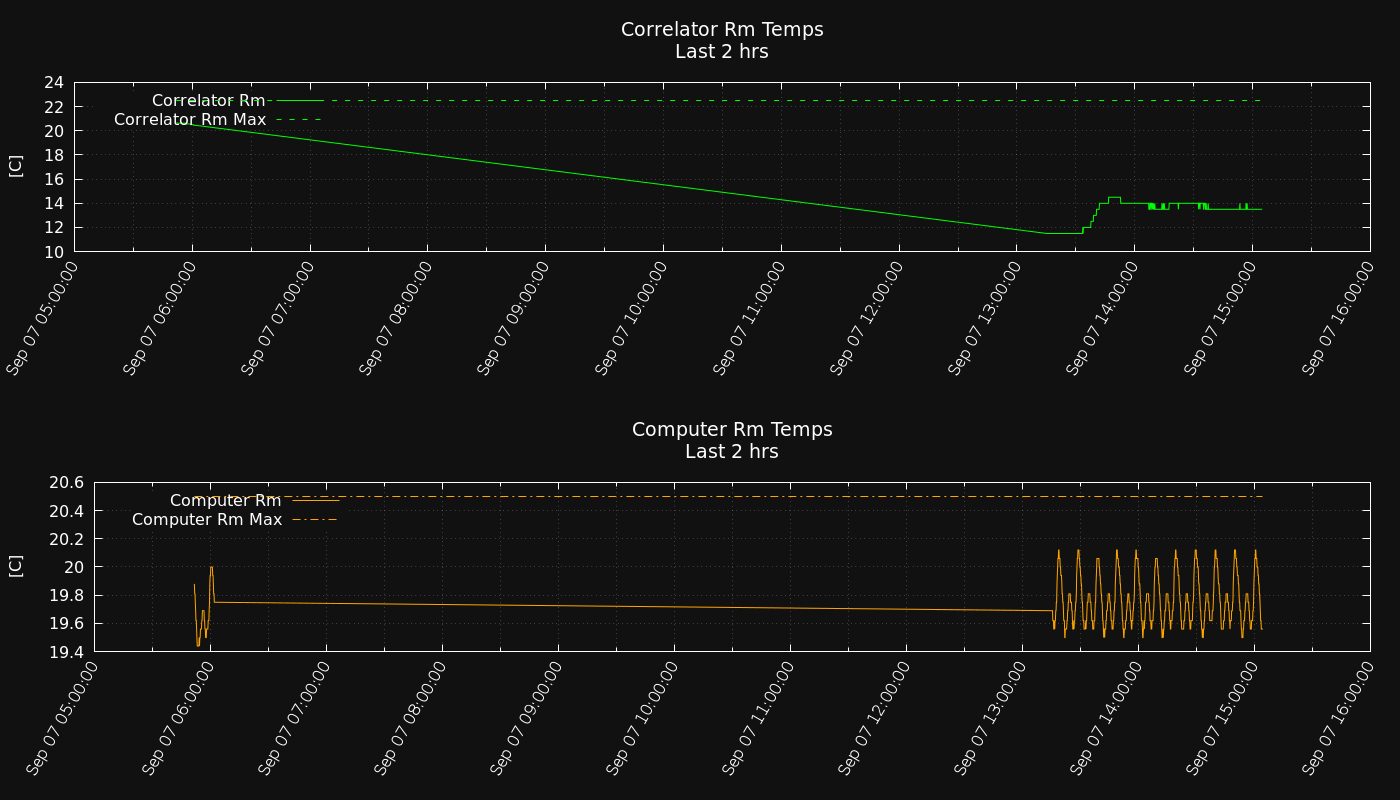 Correlator Rm Temps
Last 2 hrs
24
22
20
18
16
14
12
10
[C]
Correlator Rm
Correlator Rm Max
Sep 07 05:00:00
Sep 07 06:00:00
Sep 07 07:00:00
Sep 07 08:00:00
Sep 07 09:00:00
Sep 07 10:00:00
Sep 07 11:00:00
Sep 07 12:00:00
Sep 07 13:00:00
Sep 07 14:00:00
Sep 07 15:00:00
Sep 07 16:00:00
Computer Rm Temps
Last 2 hrs
20.6
20.4
20.2
20
19.8
19.6
19.4
[C]
Computer Rm
Computer Rm Max
Sep 07 05:00:00
Sep 07 06:00:00
Sep 07 07:00:00
Sep 07 08:00:00
Sep 07 09:00:00
Sep 07 10:00:00
Sep 07 11:00:00
Sep 07 12:00:00
Sep 07 13:00:00
Sep 07 14:00:00
Sep 07 15:00:00
Sep 07 16:00:00